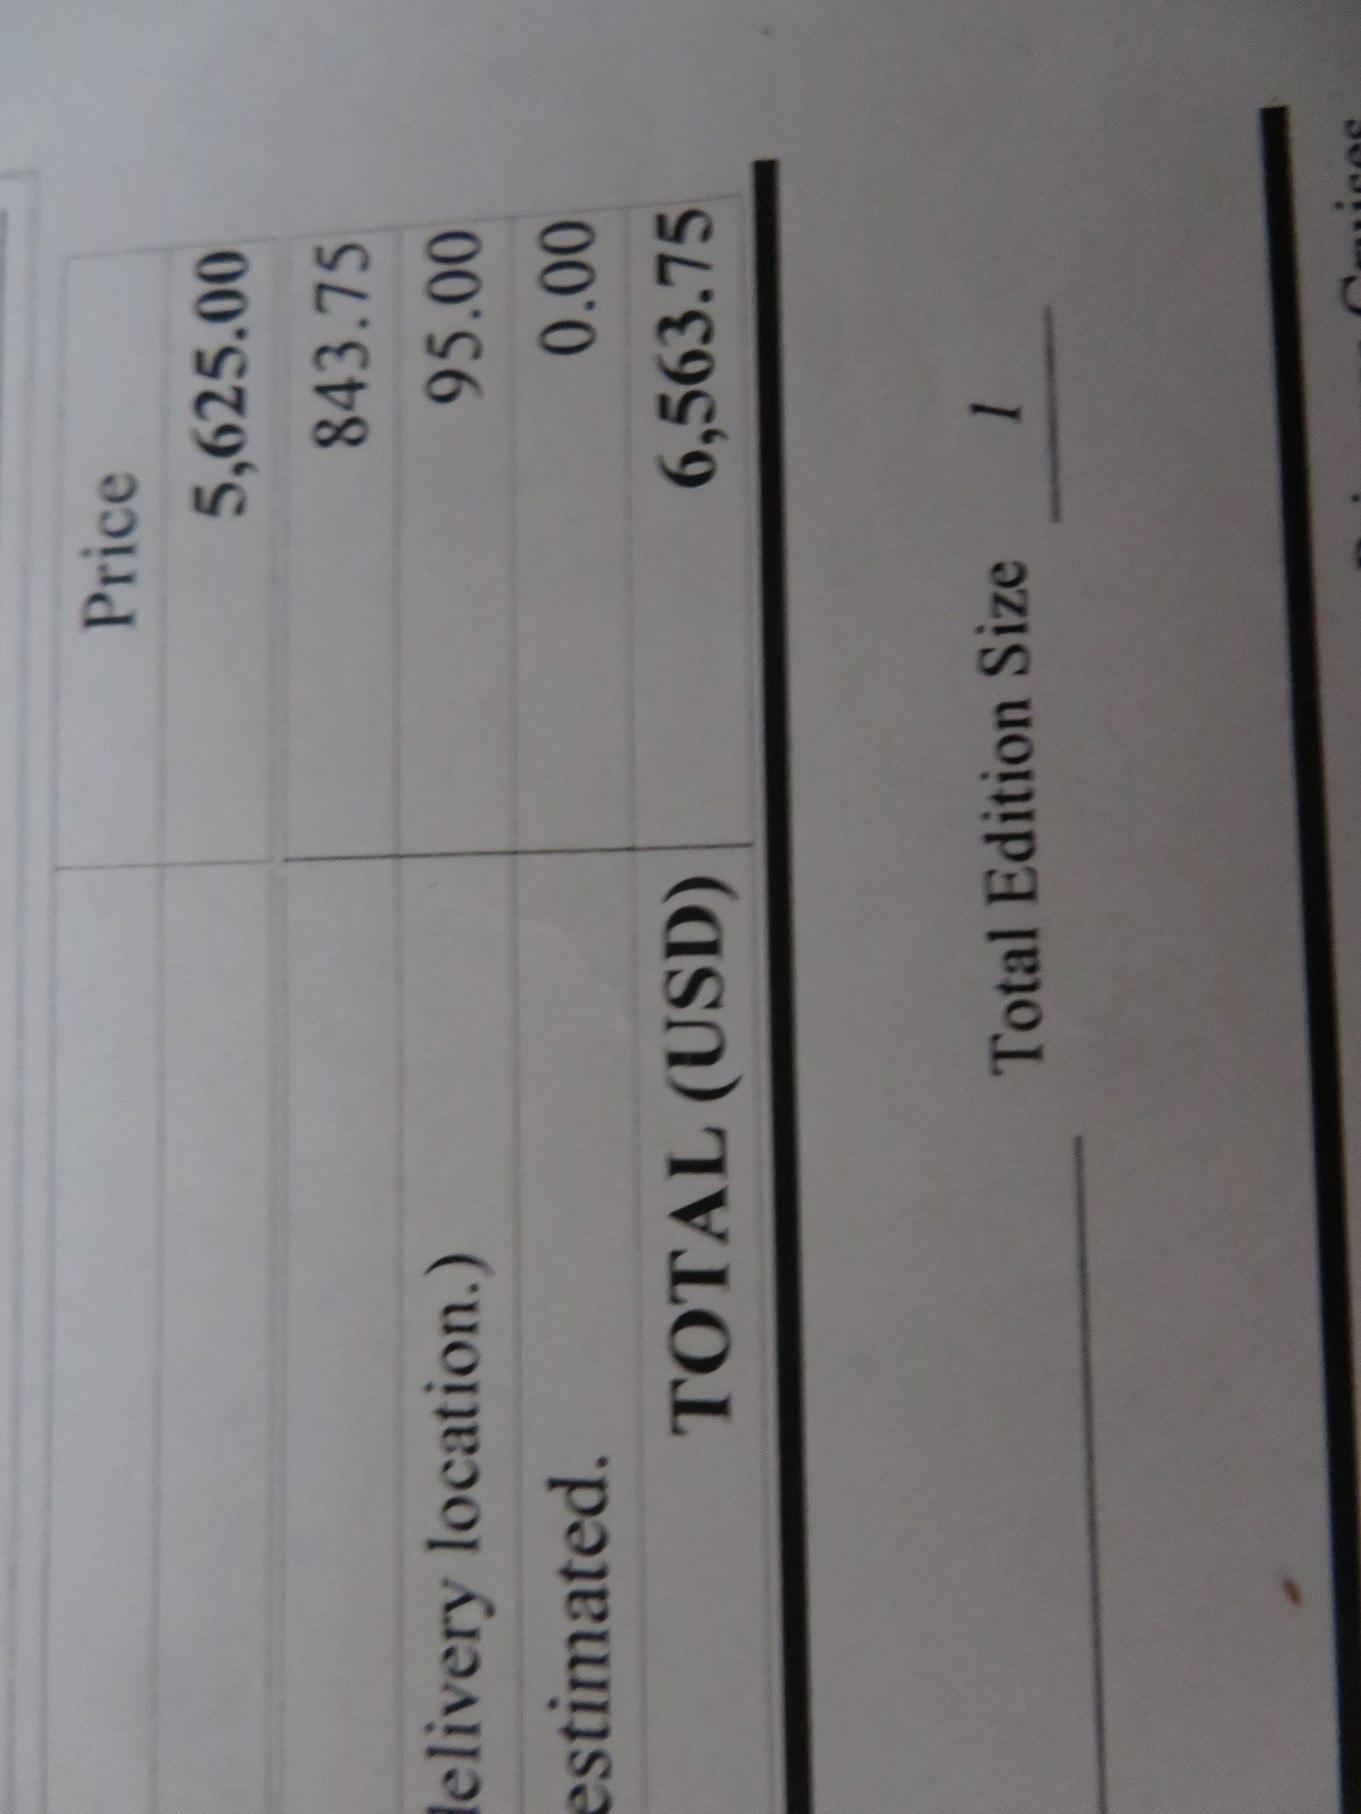 Price
5,625.00
843.75
delivery location.) 95.00
estimated. 0.00
TOTAL (USD) 6,563.75
Total Edition Size 1
Cruises